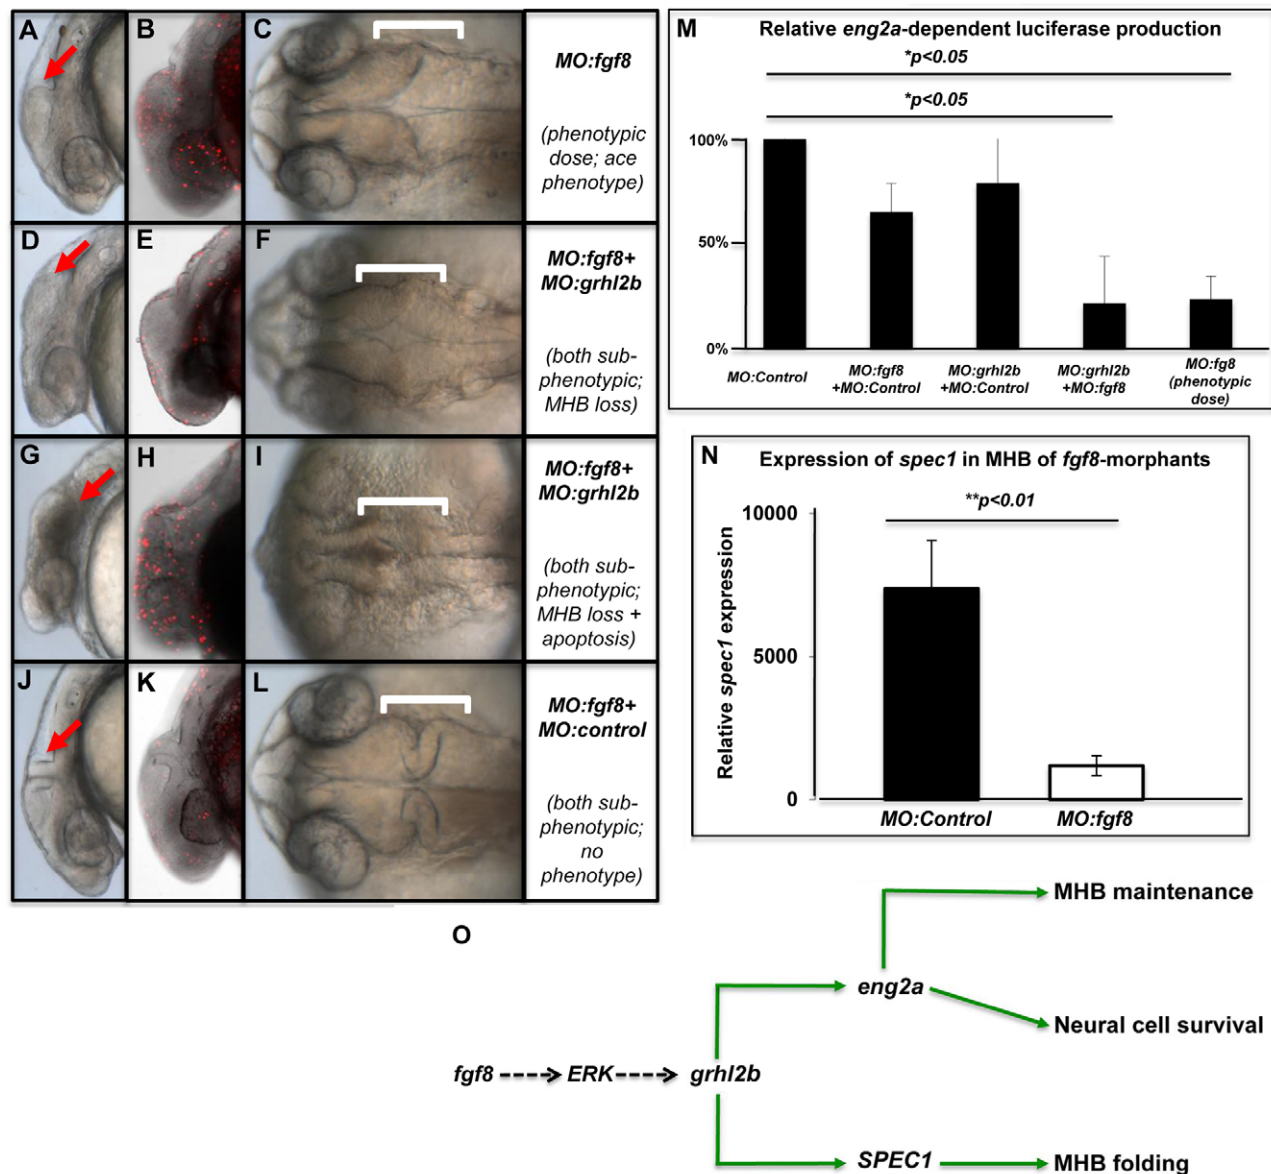 A
B
C
MO:fgf8
(phenotypic
dose; ace
phenotype)
D
E
F
MO:fgf8+
MO:grhl2b
(both sub-
phenotypic;
MHB loss)
G
H
I
MO:fgf8+
MO:grhl2b
(both sub-
phenotypic;
MHB loss +
apoptosis)
J
K
L
MO:fgf8+
MO:control
(both sub-
phenotypic;
no
phenotype)
M
Relative eng2a-dependent luciferase production
*p<0.05
*p<0.05
100%
50%
0%
MO:Control
MO:fgf8
+MO:Control
MO:grhl2b
+MO:Control
MO:grhl2b
+MO:fgf8
MO:fg8
(phenotypic
dose)
N
Expression of spec1 in MHB of fgf8-morphants
**p<0.01
Relative spec1 expression
10000
5000
0
MO:Control
MO:fgf8
O
MHB maintenance
eng2a
Neural cell survival
fgf8
ERK
grhl2b
SPEC1
MHB folding